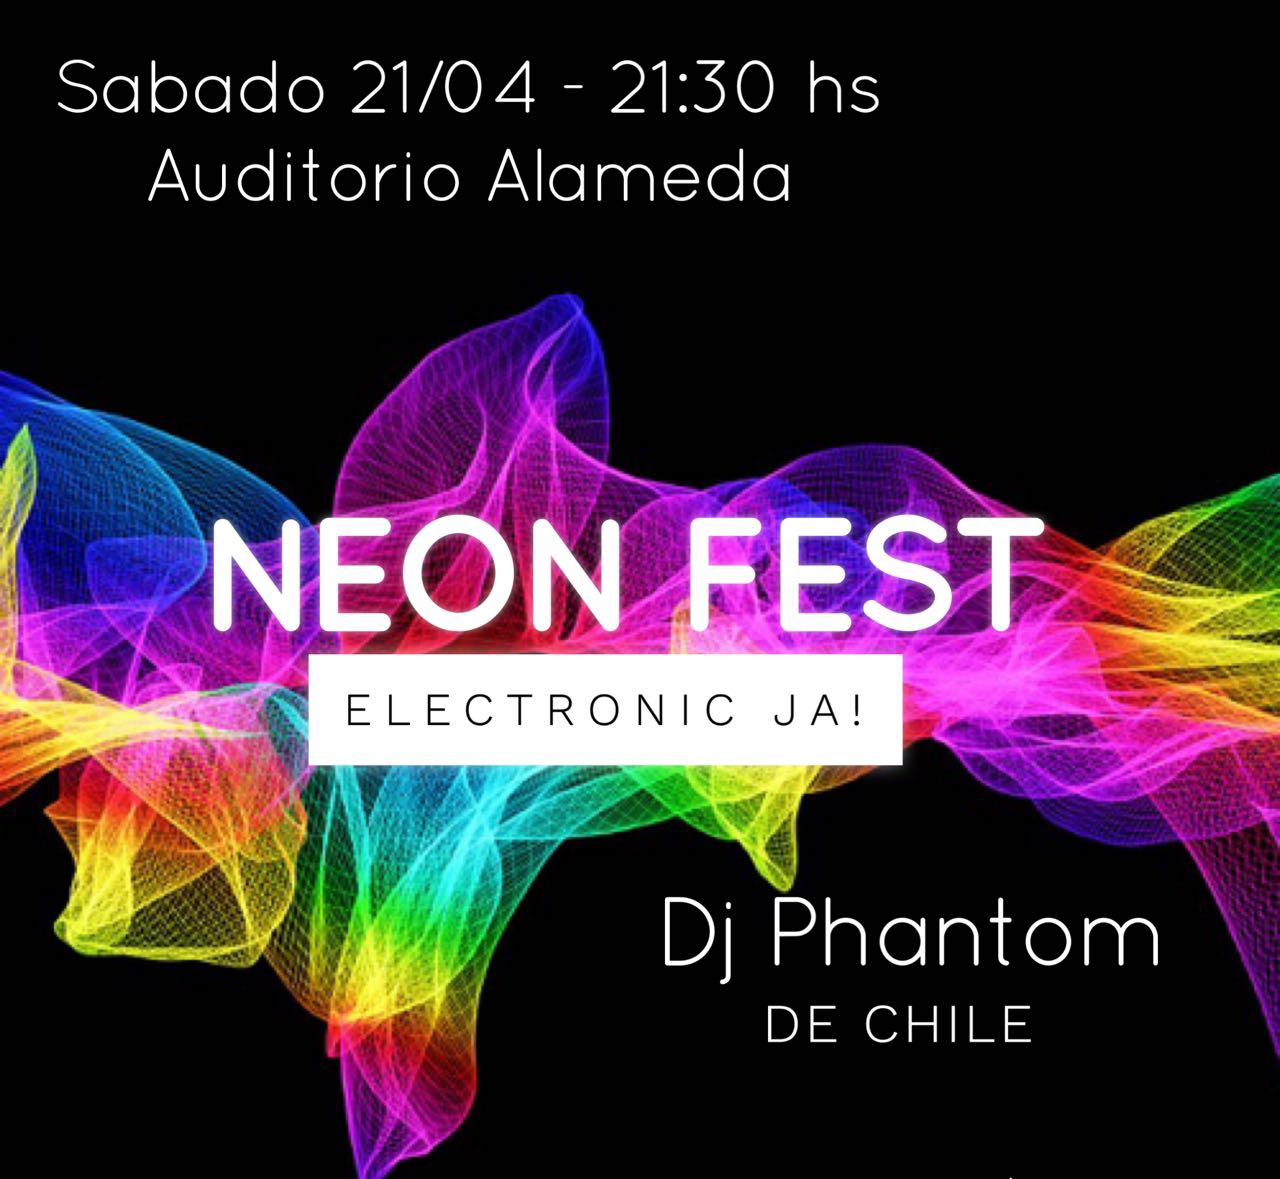 Sabado 21/04 - 21:30 hs
Auditorio Alameda
NEON FEST
ELECTRONIC JA!
Dj Phantom
DE CHILE